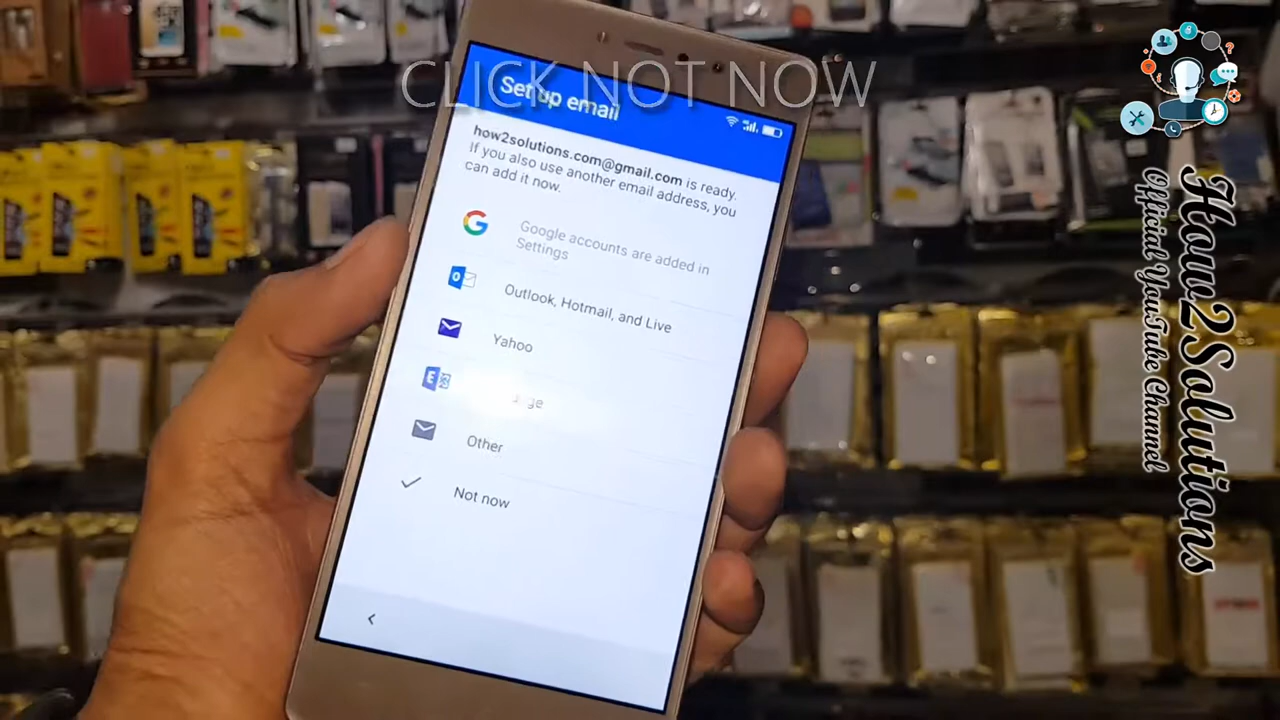 CLICK NOT NOW
Set up email
how2solutions.com@gmail.com is ready.
If you also use another email address, you
can add it now.
Google accounts are added in
Settings
Outlook, Hotmail, and Live
Yahoo
Other
Not now
How2Solutions
Official YouTube Channel